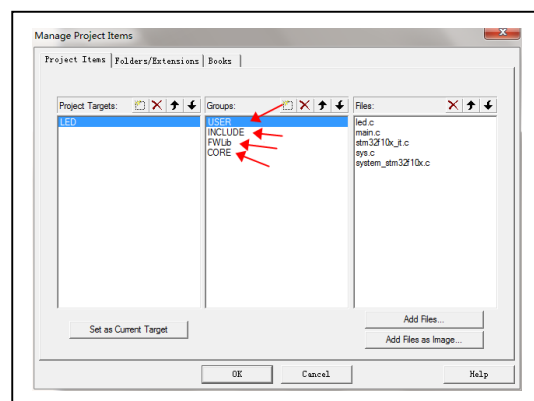 Manage Project Items
Project Items Folders/Extensions Books
Project Targets: Groups: Files:
LED
USER
INCLUDE
FWLib
CORE
led.c
main.c
stm32f10x_it.c
sys.c
system_stm32f10x.c
Set as Current Target
Add Files...
Add Files as Image...
OK Cancel Help